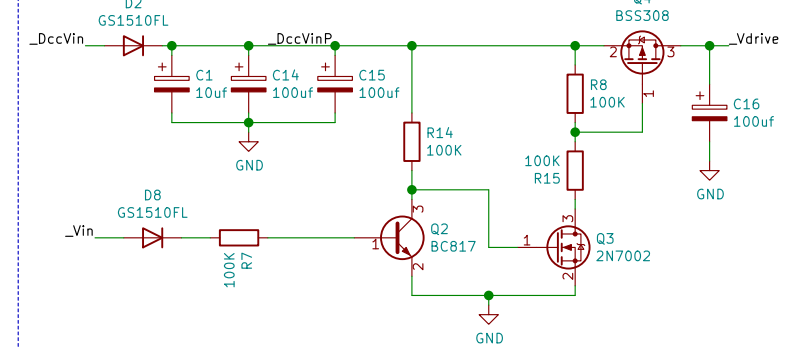 D2
GS1510FL
BSS308
_DccVin
_DccVinP
_Vdrive
2
3
1
+
C1
10uf
+
C14
100uf
+
C15
100uf
R8
100K
+
C16
100uf
GND
R14
100K
100K
R15
GND
D8
GS1510FL
_Vin
100K
R7
3
1
Q2
BC817
2
3
1
Q3
2N7002
2
GND